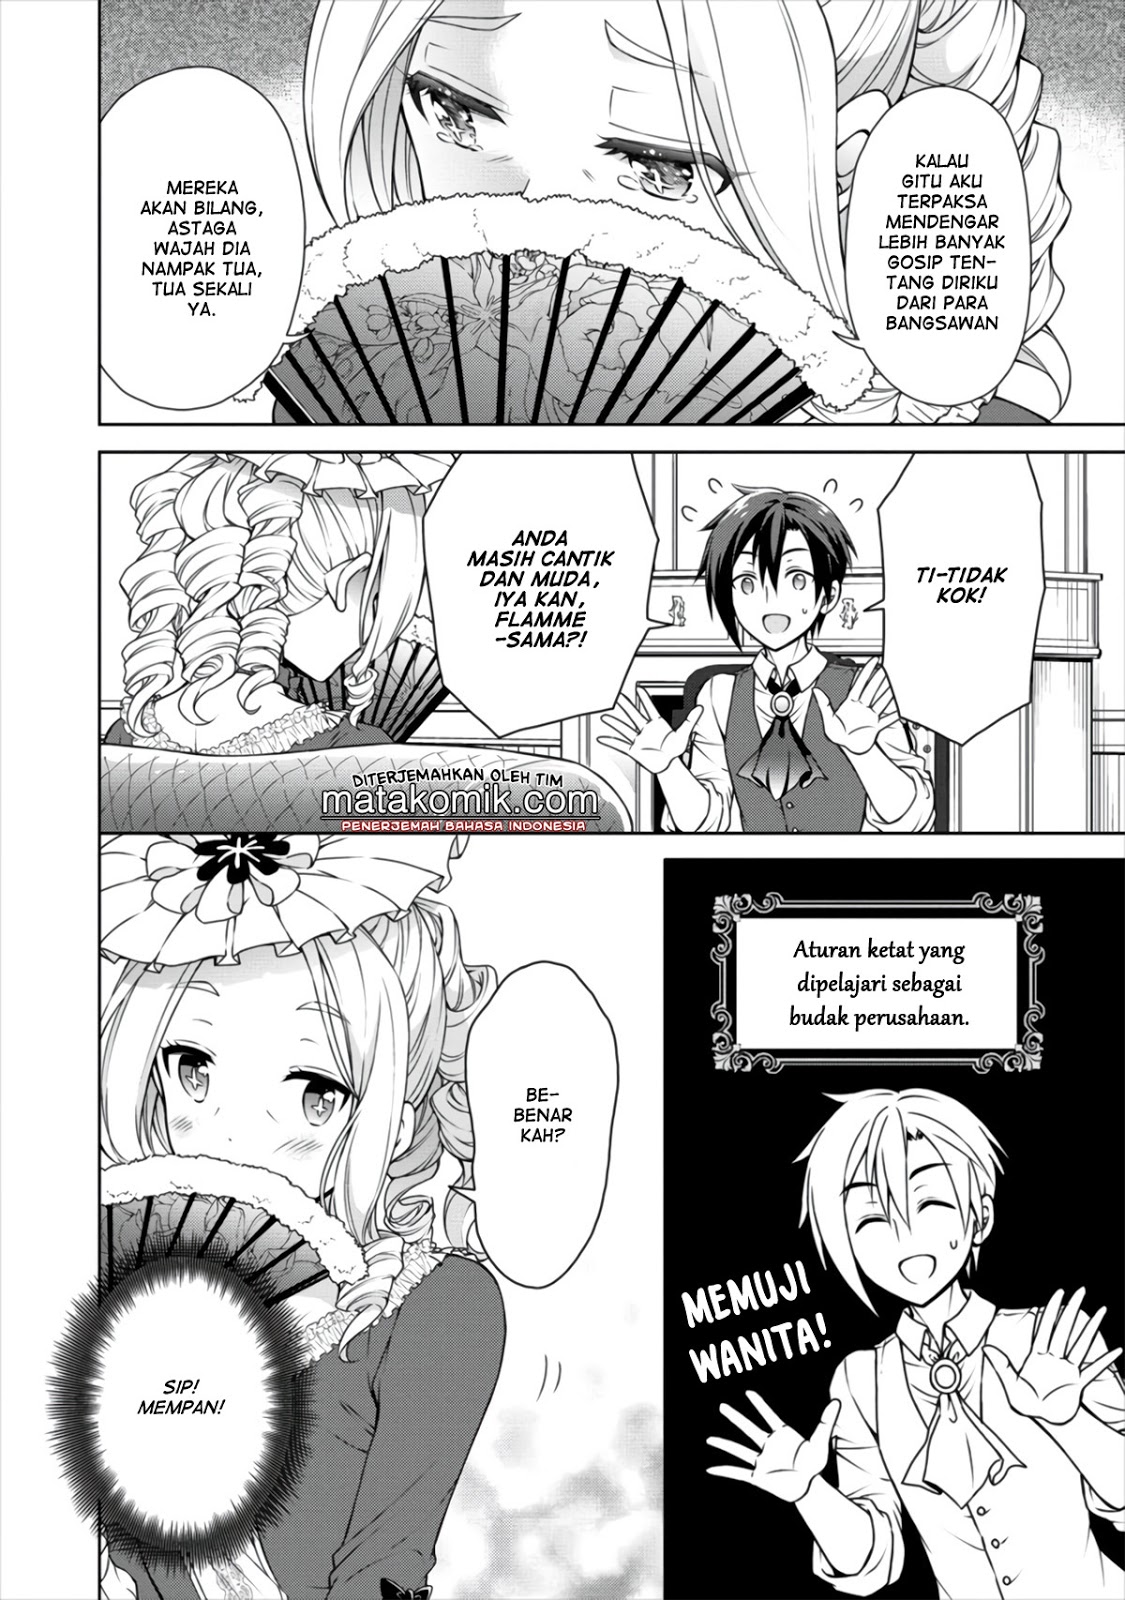 KALAU
GITU AKU
TERPAKSA
MENDENGAR
LEBIH BANYAK
GOSIP TEN-
TANG DIRIKU
DARI PARA
BANGSAWAN
MEREKA
AKAN BILANG,
ASTAGA
WAJAH DIA
NAMPAK TUA,
TUA SEKALI
YA.
TI-TIDAK
KOK!
ANDA
MASIH CANTIK
DAN MUDA,
IYA KAN,
FLAMME
-SAMA?!
DITERJEMAHKAN OLEH TIM
matakomik.com
PENERJEMAH BAHASA INDONESIA
Aturan ketat yang
dipelajari sebagai
budak perusahaan.
MEMUJI
WANITA!
BE-
BENAR
KAH?
SIP!
MEMPAN!